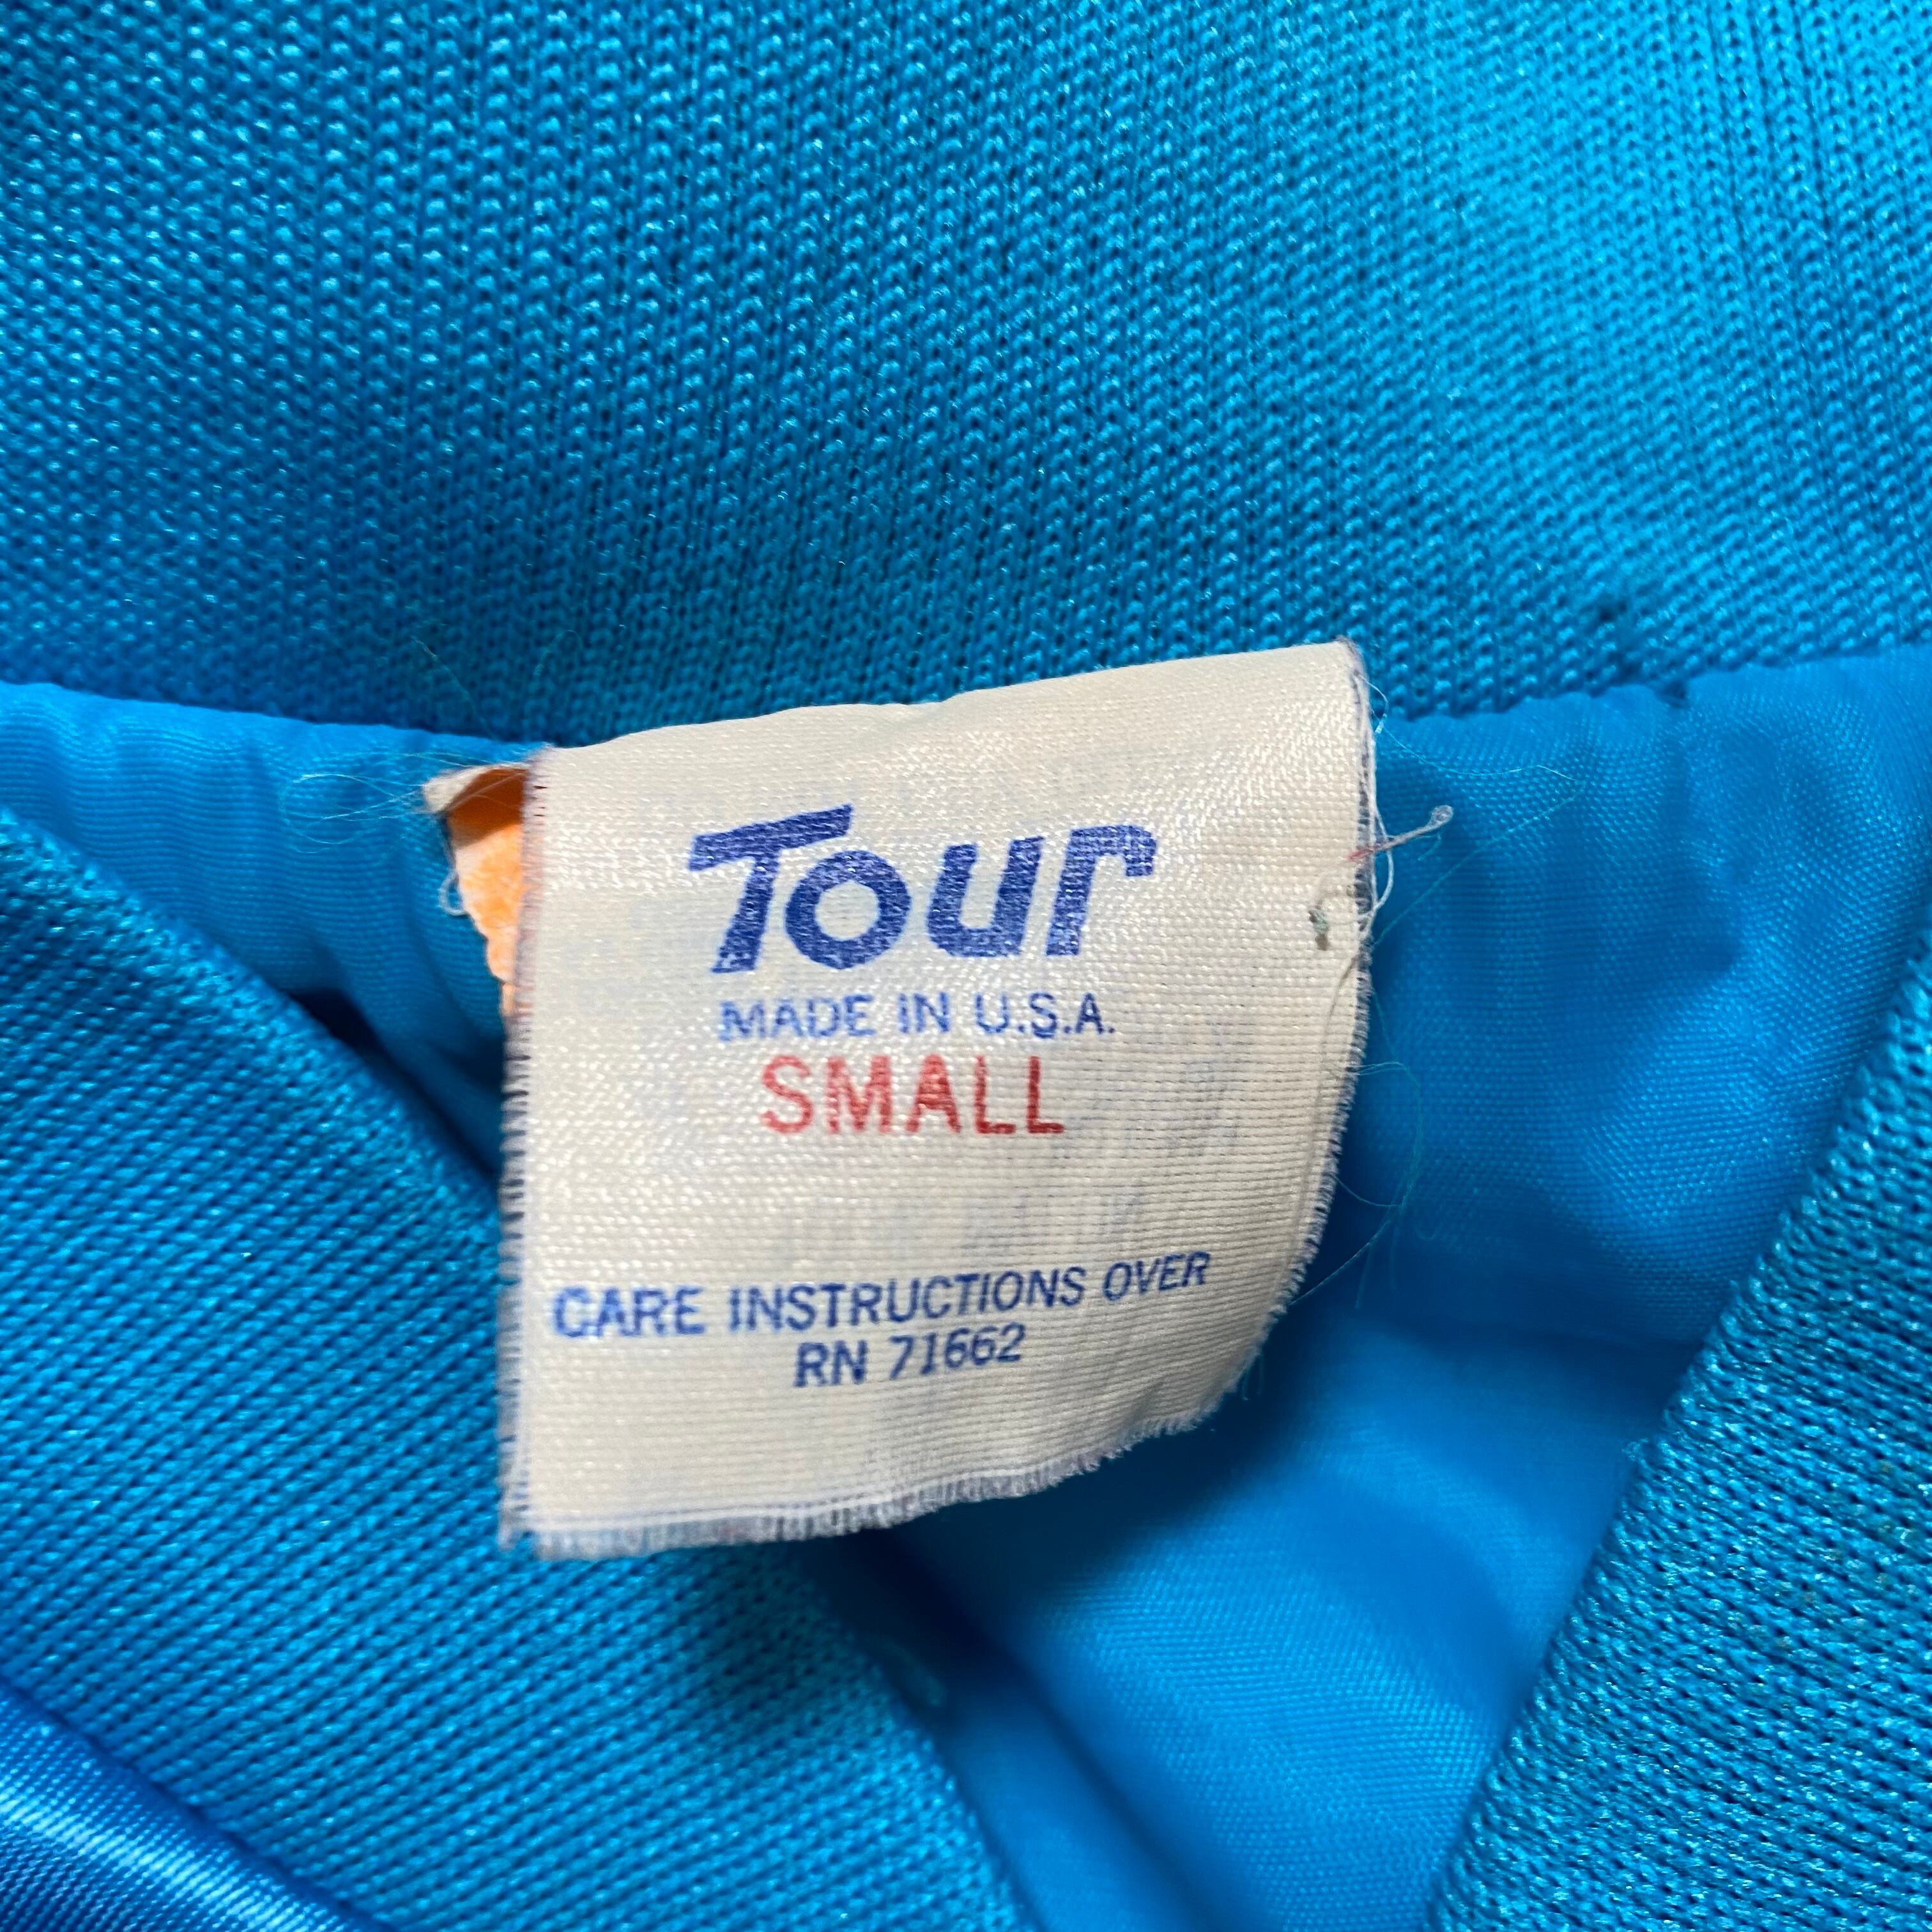 Tour
MADE IN U.S.A.
SMALL
CARE INSTRUCTIONS OVER
RN 71662